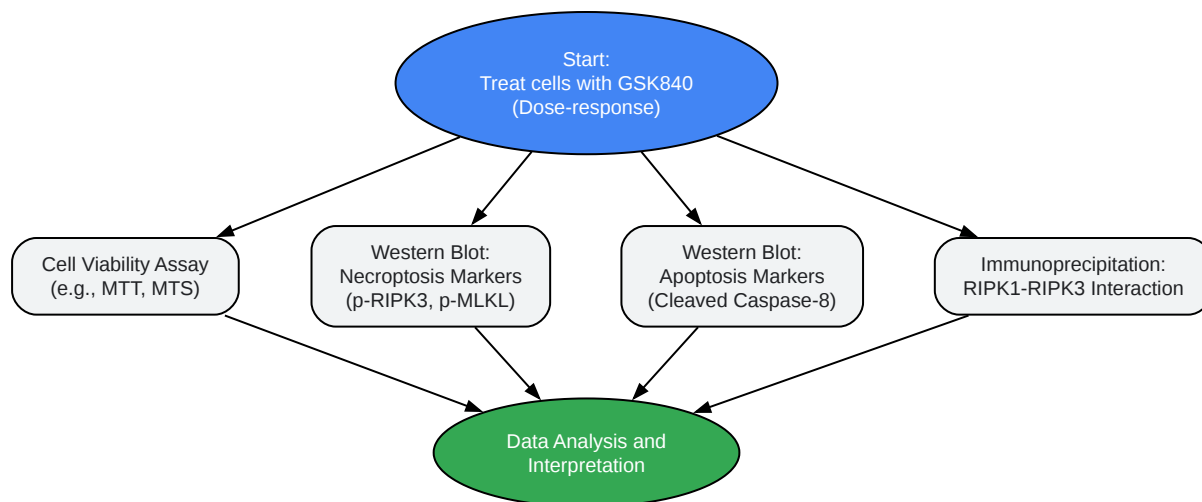 Start:
Treat cells with GSK840
(Dose-response)
Cell Viability Assay
(e.g., MTT, MTS)
Western Blot:
Necroptosis Markers
(p-RIPK3, p-MLKL)
Western Blot:
Apoptosis Markers
(Cleaved Caspase-8)
Immunoprecipitation:
RIPK1-RIPK3 Interaction
Data Analysis and
Interpretation